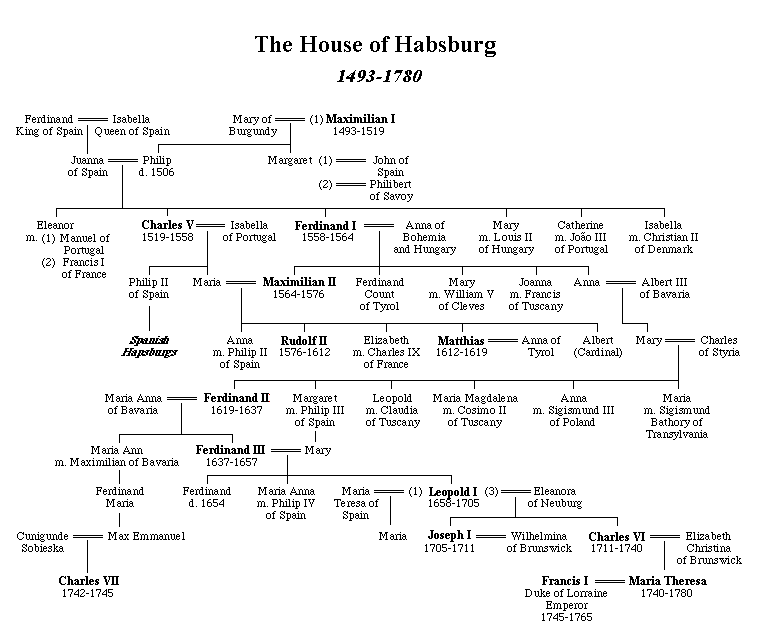 The House of Habsburg
1493-1780
Ferdinand
King of Spain
Isabella
Queen of Spain
Mary of
Burgundy
(1) Maximilian I
1493-1519
Juanna
of Spain
Philip
d. 1506
Margaret (1)
John of
Spain
(2)
Philibert
of Savoy
Eleanor
m. (1) Manuel of
Portugal
(2) Francis I
of France
Charles V
1519-1558
Isabella
of Portugal
Ferdinand I
1558-1564
Anna of
Bohemia
and Hungary
Mary
m. Louis II
of Hungary
Catherine
m. João III
of Portugal
Isabella
m. Christian II
of Denmark
Philip II
of Spain
Maria
Maximilian II
1564-1576
Ferdinand
Count
of Tyrol
Mary
m. William V
of Cleves
Joanna
m. Francis
of Tuscany
Anna
Albert III
of Bavaria
Spanish
Hapsburgs
Anna
m. Philip II
of Spain
Rudolf II
1576-1612
Elizabeth
m. Charles IX
of France
Matthias
1612-1619
Anna of
Tyrol
Albert
(Cardinal)
Mary
Charles
of Styria
Maria Anna
of Bavaria
Ferdinand II
1619-1637
Margaret
m. Philip III
of Spain
Leopold
m. Claudia
of Tuscany
Maria Magdalena
m. Cosimo II
of Tuscany
Anna
m. Sigismund III
of Poland
Maria
m. Sigismund
Bathory of
Transylvania
Maria Ann
m. Maximilian of Bavaria
Ferdinand III
1637-1657
Mary
Ferdinand
Maria
Ferdinand
d. 1654
Maria Anna
m. Philip IV
of Spain
Maria
Teresa of
Spain
(1) Leopold I (3)
1658-1705
Eleanora
of Neuburg
Cunigunde
Sobieska
Max Emmanuel
Maria
Joseph I
1705-1711
Wilhelmina
of Brunswick
Charles VI
1711-1740
Elizabeth
Christina
of Brunswick
Charles VII
1742-1745
Francis I
Duke of Lorraine
Emperor
1745-1765
Maria Theresa
1740-1780